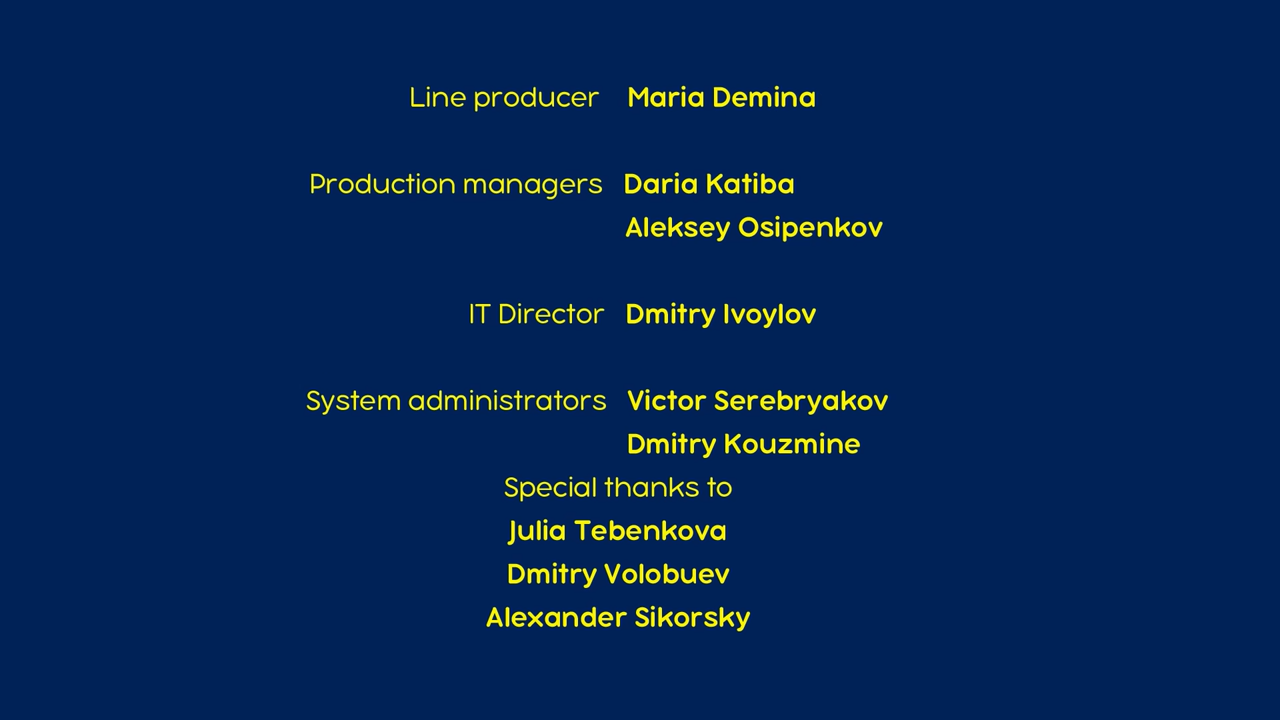 Line producer Maria Demina
Production managers Daria Katiba
Aleksey Osipenkov
IT Director Dmitry Ivoylov
System administrators Victor Serebryakov
Dmitry Kouzmine
Special thanks to
Julia Tebenkova
Dmitry Volobuev
Alexander Sikorsky